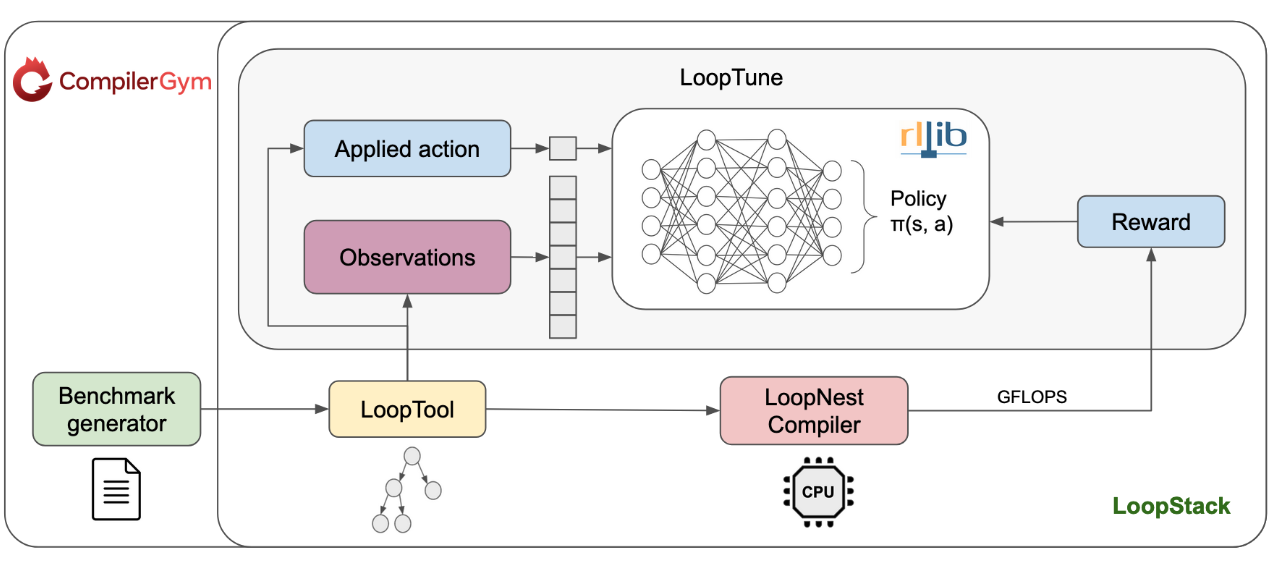 CompilerGym
LoopTune
Applied action
rllib
Observations
Policy
π(s, a)
Reward
Benchmark
generator
LoopTool
LoopNest
Compiler
GFLOPS
CPU
LoopStack